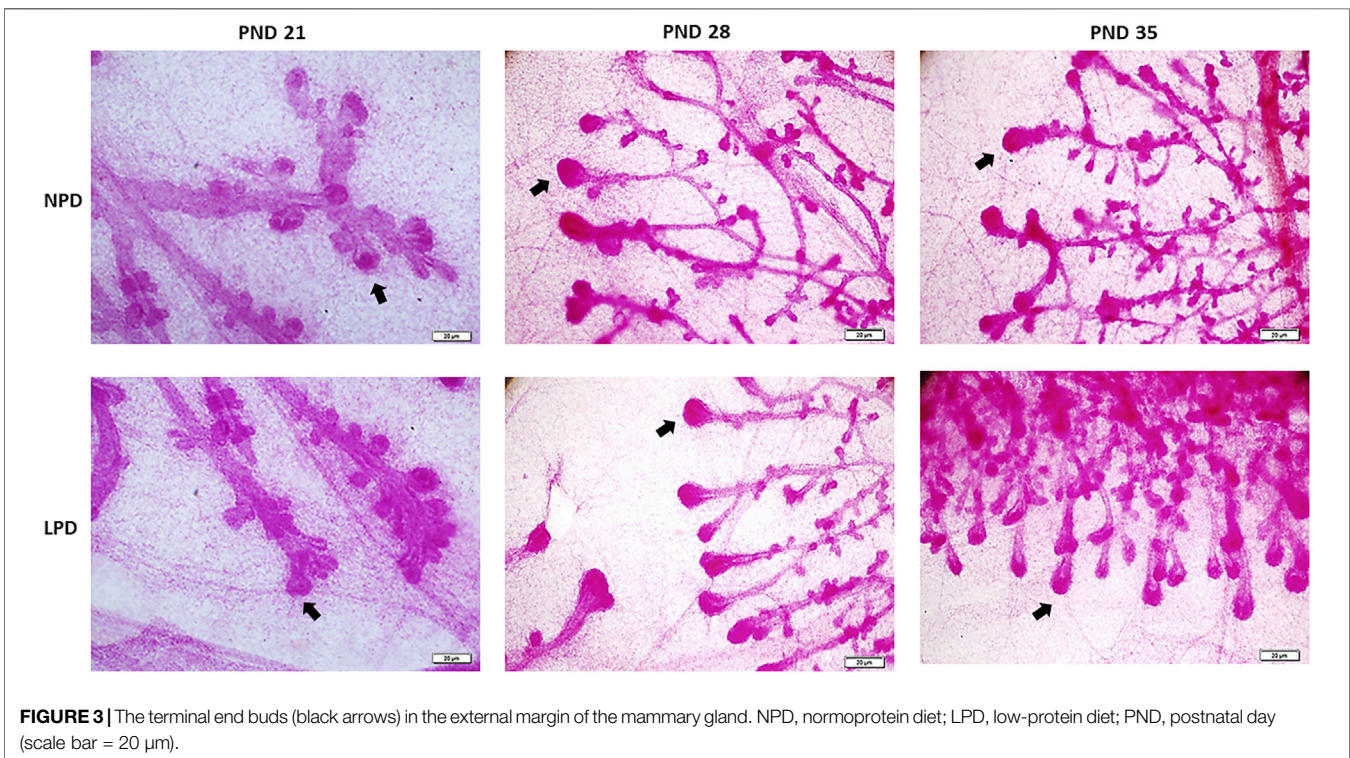 PND 21
PND 28
PND 35
NPD
20 µm
20 µm
20 µm
LPD
20 µm
20 µm
20 µm
FIGURE 3 | The terminal end buds (black arrows) in the external margin of the mammary gland. NPD, normoprotein diet; LPD, low-protein diet; PND, postnatal day
(scale bar = 20 µm).